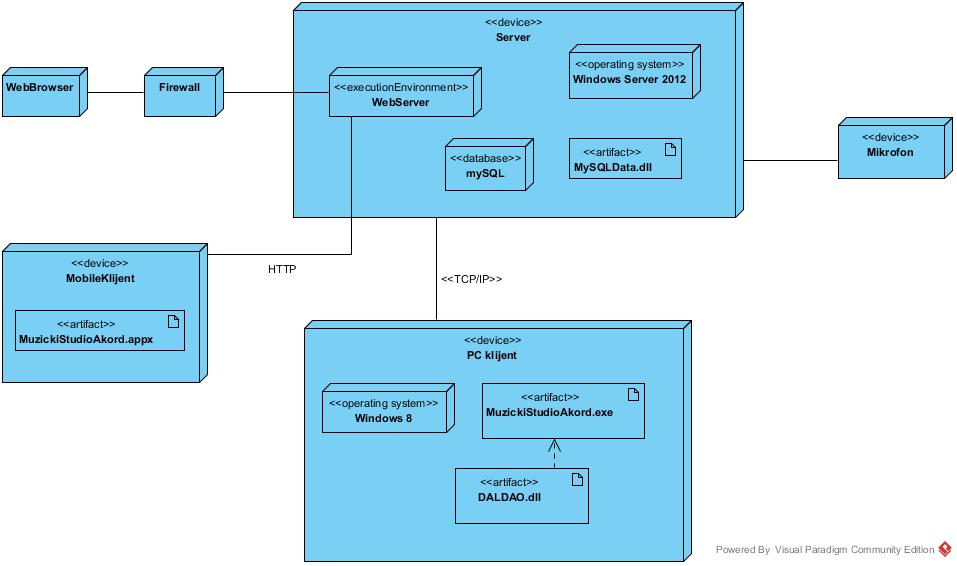 <<device>>
Server
<<operating system>>
Windows Server 2012
WebBrowser
Firewall
<<executionEnvironment>>
WebServer
<<database>>
mySQL
<<artifact>>
MySQLData.dll
<<device>>
Mikrofon
<<device>>
MobileKlijent
HTTP
<<TCP/IP>>
<<artifact>>
MuzickiStudioAkord.appx
<<device>>
PC klijent
<<operating system>>
Windows 8
<<artifact>>
MuzickiStudioAkord.exe
<<artifact>>
DALDAO.dll
Powered By Visual Paradigm Community Edition